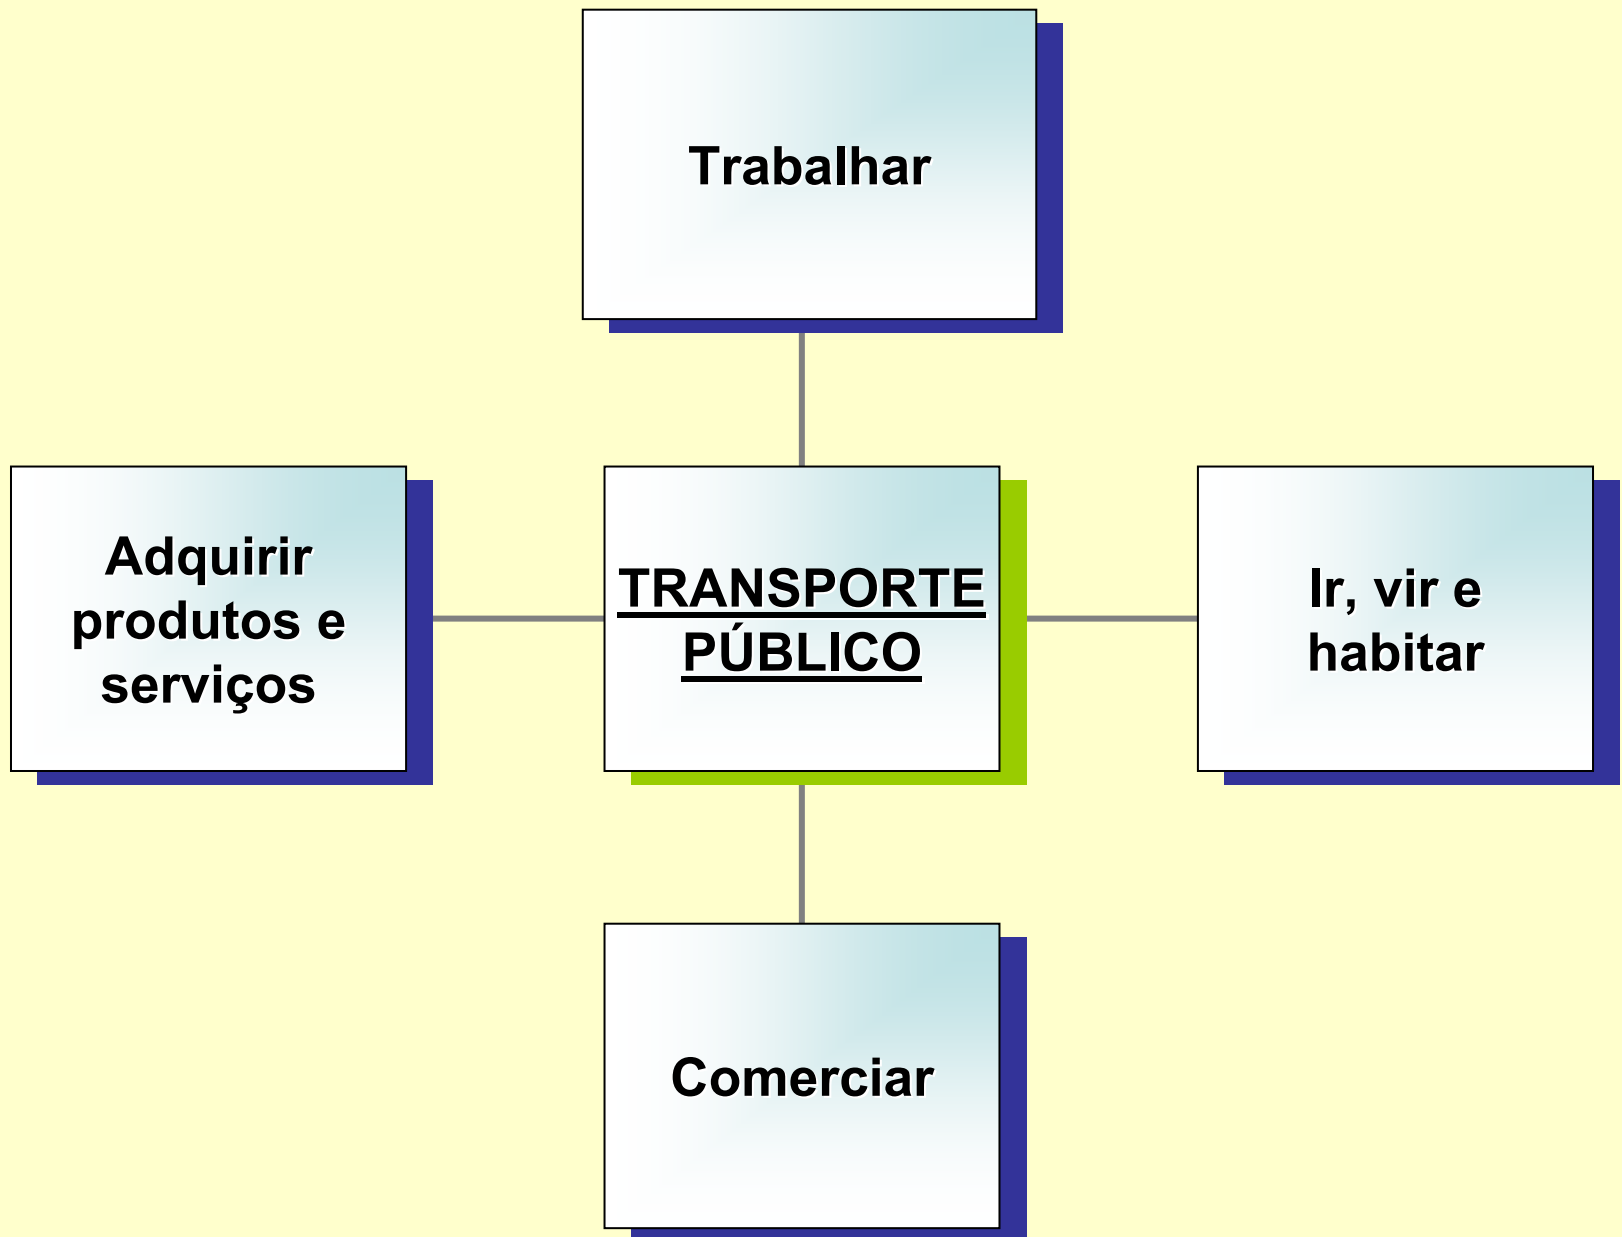 Trabalhar
Adquirir
produtos e
serviços
TRANSPORTE
PÚBLICO
Ir, vir e
habitar
Comerciar